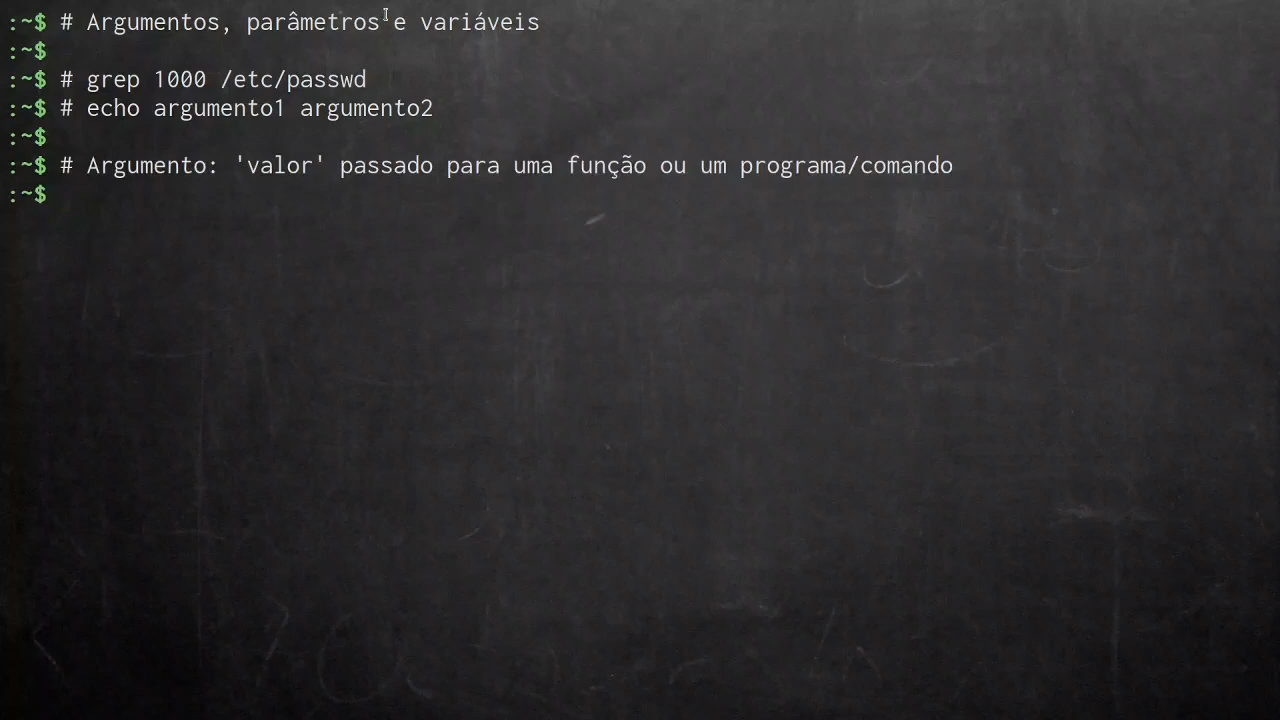 :~$ # Argumentos, parâmetros e variáveis
:~$
:~$ # grep 1000 /etc/passwd
:~$ # echo argumento1 argumento2
:~$
:~$ # Argumento: 'valor' passado para uma função ou um programa/comando
:~$